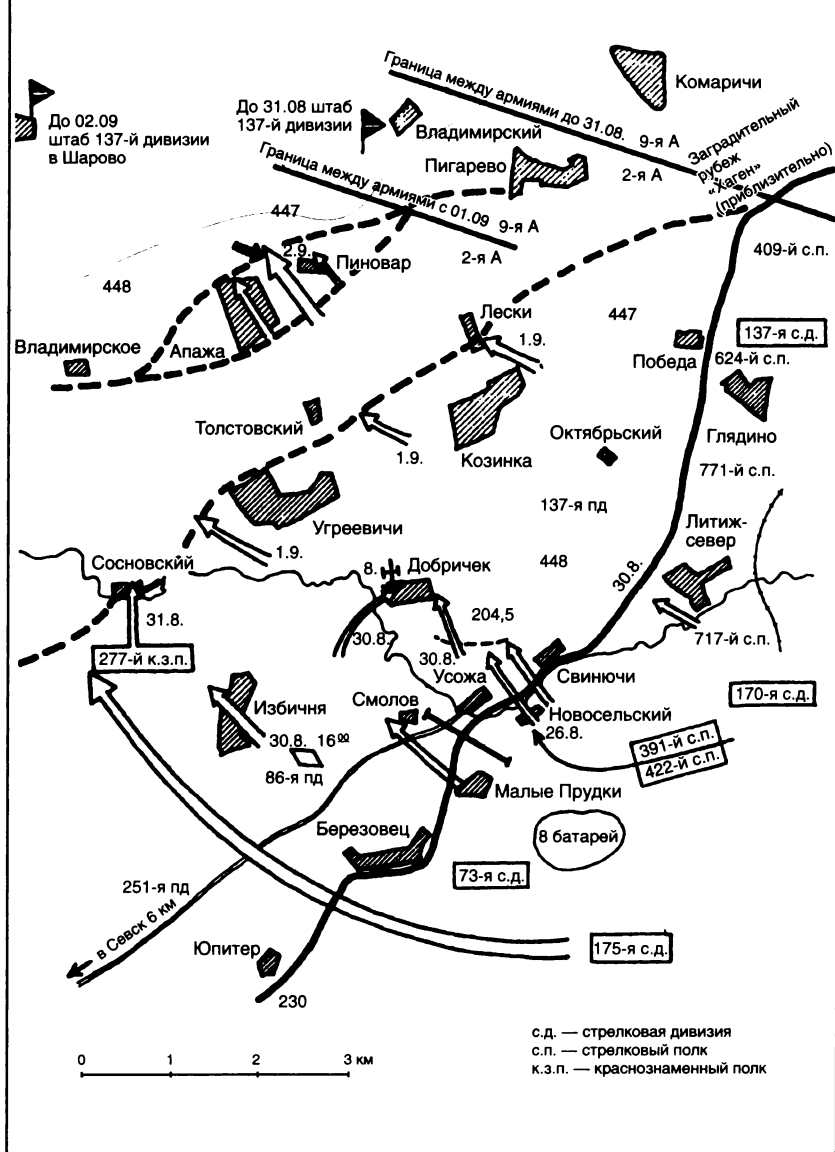 Граница между армиями до 31.08.
Комаричи
До 02.09
штаб 137-й дивизии
в Шарово
До 31.08 штаб
137-й дивизии
Владимирский
9-я А
2-я А
Заградительный
рубеж
«Хаген»
(приблизительно)
Пигарево
Граница между армиями с 01.09
9-я А
2-я А
447
2.9.
Пиновар
409-й с.п.
448
Лески
1.9.
447
137-я с.д.
Владимирское
Апажа
Победа
624-й с.п.
Толстовский
1.9.
Козинка
Октябрьский
Глядино
771-й с.п.
137-я пд
Угреевичи
1.9.
Литиж-
север
448
Сосновский
8.
Добричек
30.8.
31.8.
204,5
30.8.
30.8.
717-й с.п.
277-й к.з.п.
Усожа
Свинючи
170-я с.д.
Избичня
Смолов
Новосельский
26.8.
30.8. 16⁰⁰
86-я пд
391-й с.п.
422-й с.п.
Малые Прудки
Березовец
8 батарей
73-я с.д.
251-я пд
в Севск 6 км
Юпитер
175-я с.д.
230
с.д. — стрелковая дивизия
с.п. — стрелковый полк
к.з.п. — краснознаменный полк
0 1 2 3 км